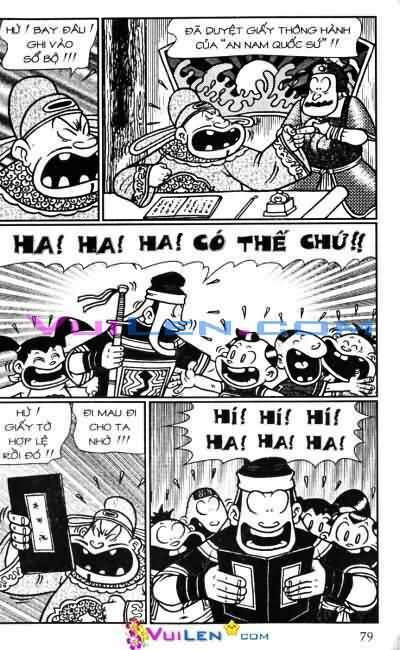 HỨ! BAY ĐÂU!
GHI VÀO
SỔ BỘ!!!
ĐÃ DUYỆT GIẤY THÔNG HÀNH
CỦA "AN NAM QUỐC SỨ"!!
HA! HA! HA! CÓ THẾ CHỨ!!
VUILEN.COM
HỨ!
GIẤY TỜ
HỢP LỆ
RỒI ĐÓ!!
ĐI MAU ĐI
CHO TA
NHỜ!!!
HÍ! HÍ! HÍ!
HA! HA! HA!
79
VUILEN.COM